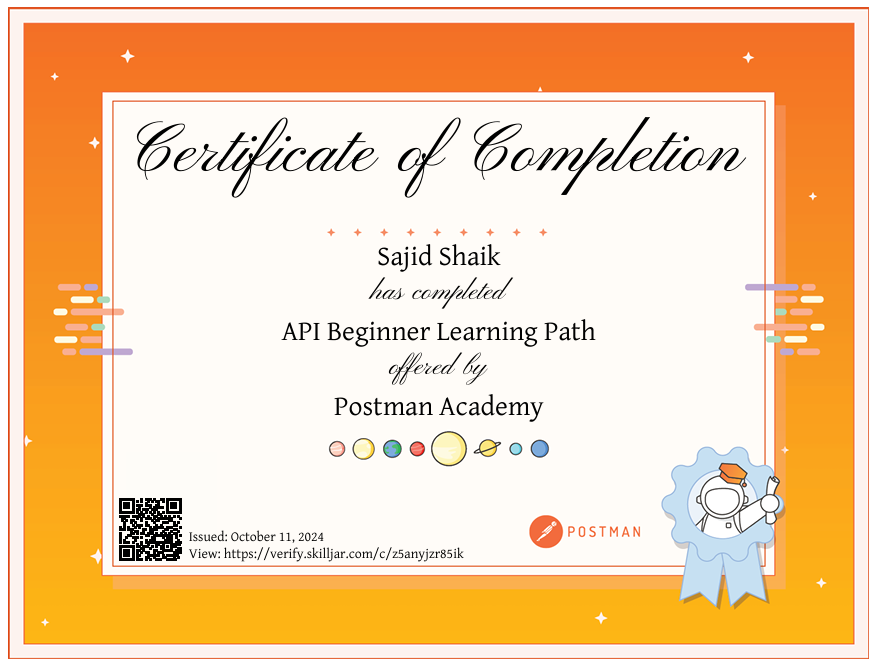 Certificate of Completion
Sajid Shaik
has completed
API Beginner Learning Path
offered by
Postman Academy
Issued: October 11, 2024
View: https://verify.skilljar.com/c/z5anyjzr85ik
POSTMAN